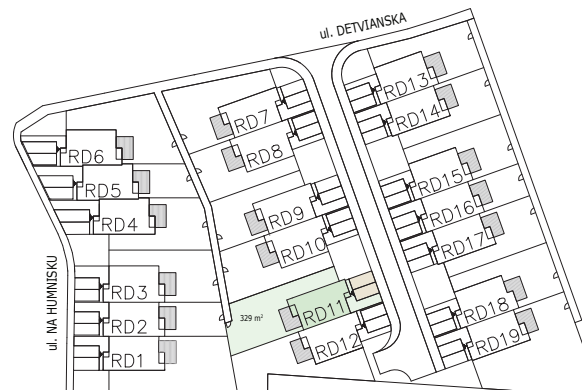 ul. DETVIANSKA
RD13
RD7
RD14
RD8
RD6
RD5
RD15
RD4
RD9
RD16
RD10
RD17
ul. NA HUMNISKU
RD3
RD11
RD18
329 m²
RD2
RD12
RD19
RD1